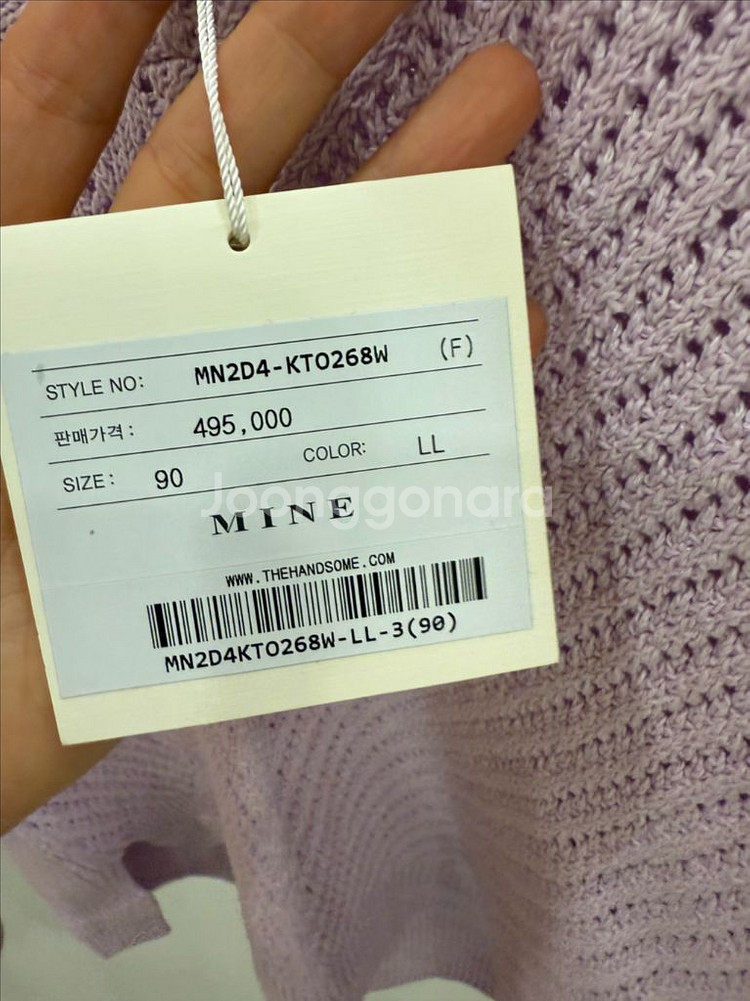 STYLE NO: MN2D4-KTO268W (F)
판매가격: 495,000
SIZE: 90 COLOR: LL
Joonggonara
MINE
WWW.THEHANDSOME.COM
MN2D4KTO268W-LL-3(90)